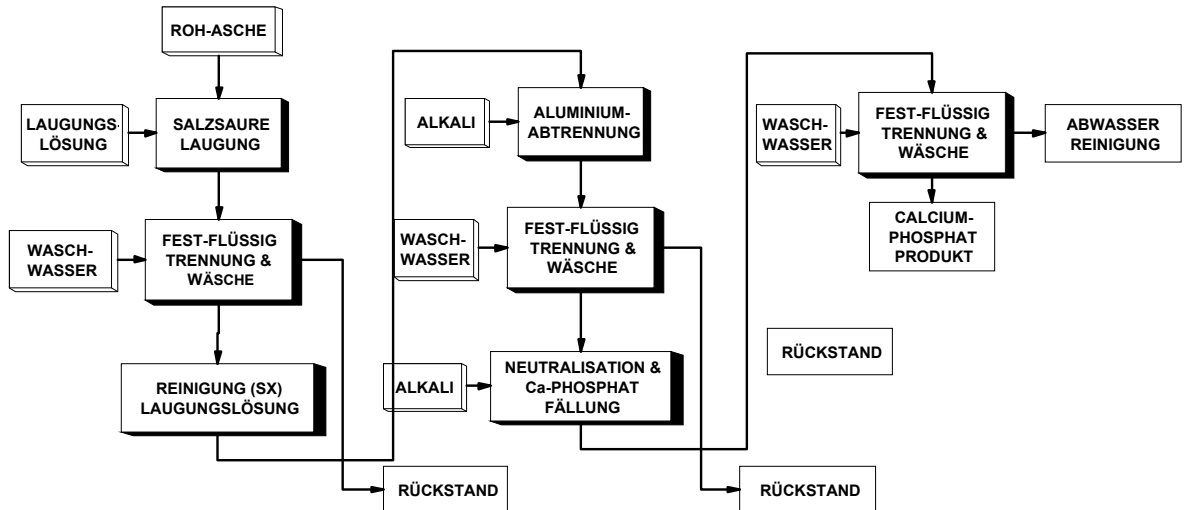 ROH-ASCHE
LAUGUNGS-
LÖSUNG
SALZSAURE
LAUGUNG
WASCH-
WASSER
FEST-FLÜSSIG
TRENNUNG &
WÄSCHE
REINIGUNG (SX)
LAUGUNGSLÖSUNG
RÜCKSTAND
ALKALI
ALUMINIUM-
ABTRENNUNG
WASCH-
WASSER
FEST-FLÜSSIG
TRENNUNG &
WÄSCHE
ALKALI
NEUTRALISATION &
Ca-PHOSPHAT
FÄLLUNG
RÜCKSTAND
WASCH-
WASSER
FEST-FLÜSSIG
TRENNUNG &
WÄSCHE
ABWASSER
REINIGUNG
CALCIUM-
PHOSPHAT
PRODUKT
RÜCKSTAND